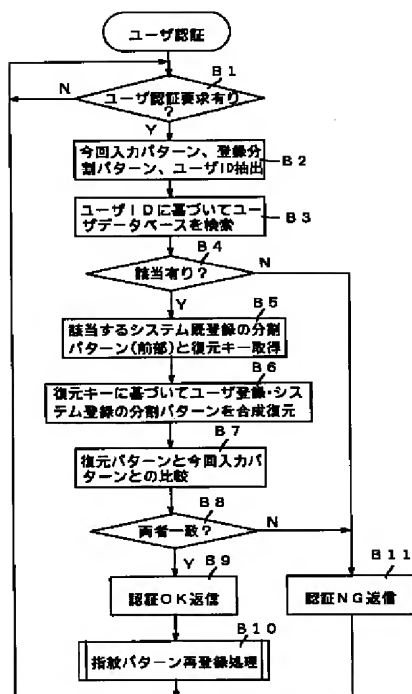 ユーザ認証
B1
N
ユーザ認証要求有り
?
Y
B2
今回入力パターン、登録分
割パターン、ユーザID抽出
B3
ユーザIDに基づいてユー
ザデータベースを検索
B4
該当有り?
N
Y
B5
該当するシステム既登録の分割
パターン(前部)と復元キー取得
B6
復元キーに基づいてユーザ登録・シス
テム登録の分割パターンを合成復元
B7
復元パターンと今回入力パ
ターンとの比較
B8
両者一致?
N
Y
B9
認証OK返信
B11
認証NG返信
B10
指紋パターン再登録処理